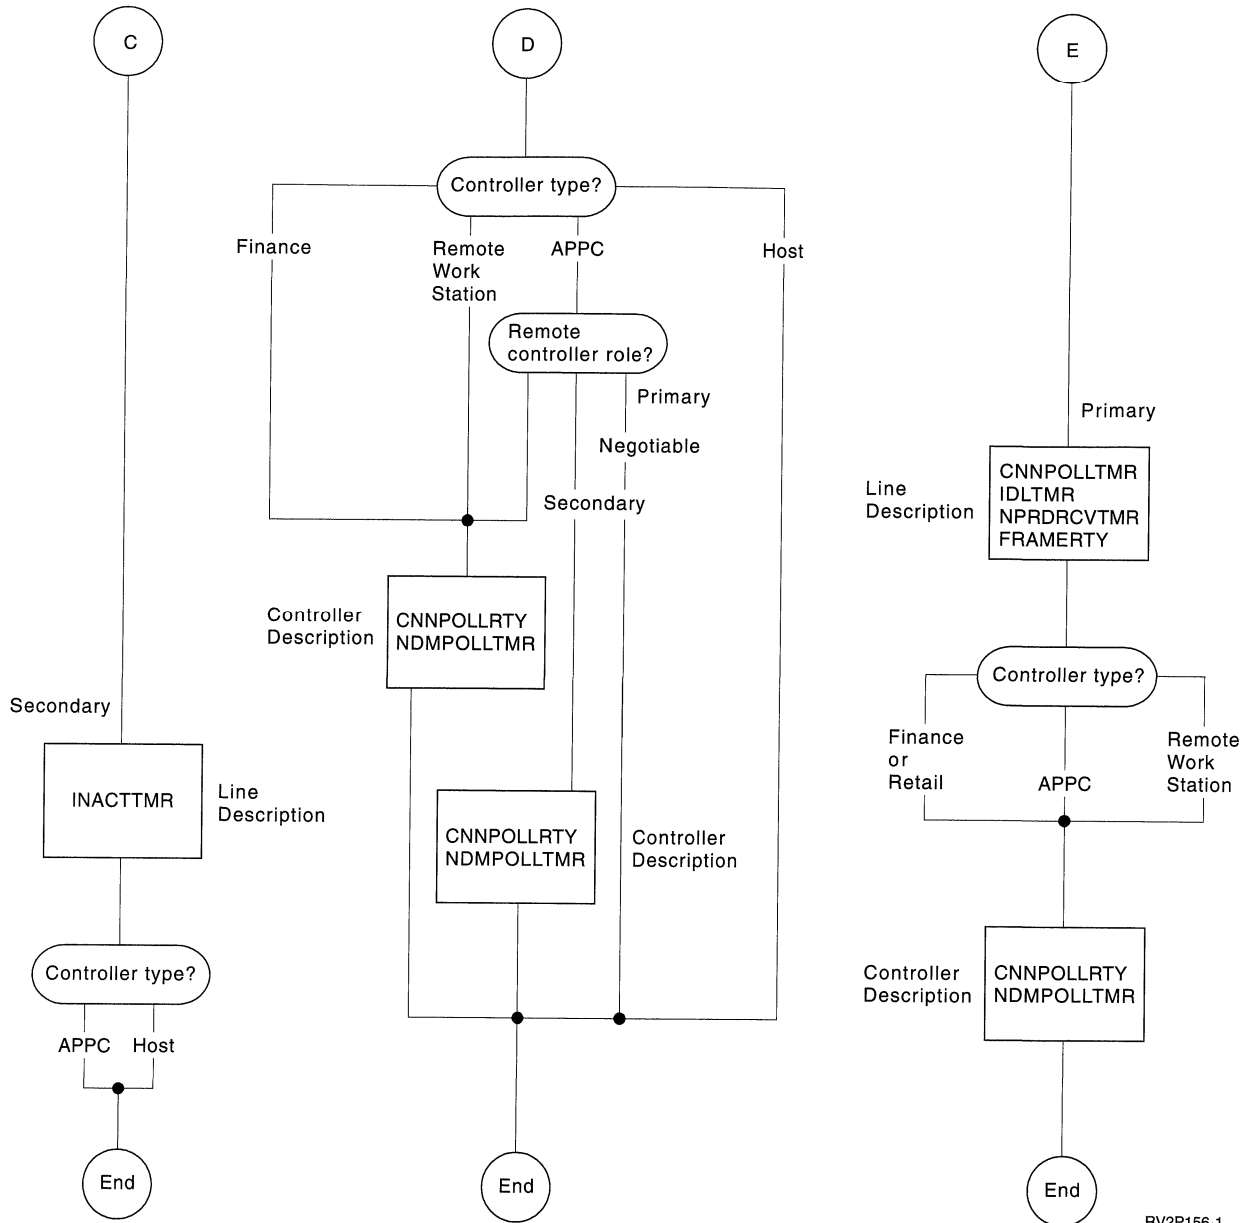 C
Secondary
INACTTMR
Line
Description
Controller type?
APPC
Host
End
D
Controller type?
Finance
Remote
Work
Station
APPC
Host
Remote
controller role?
Primary
Negotiable
Secondary
Controller
Description
CNNPOLLRTY
NDMPOLLTMR
CNNPOLLRTY
NDMPOLLTMR
Controller
Description
End
E
Primary
Line
Description
CNNPOLLTMR
IDLTMR
NPRDRCVTMR
FRAMERTY
Controller type?
Finance
or
Retail
APPC
Remote
Work
Station
Controller
Description
CNNPOLLRTY
NDMPOLLTMR
End
RV2P156-1